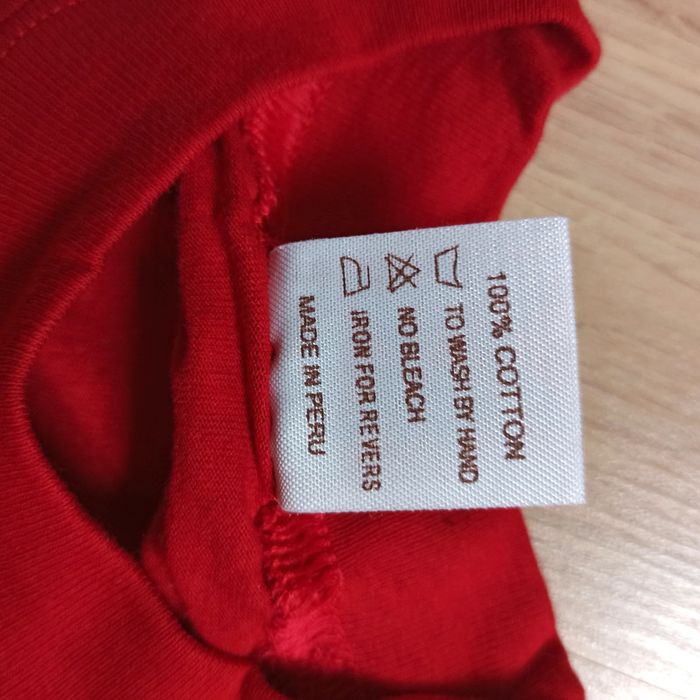 100% COTTON
TO WASH BY HAND
NO BLEACH
IRON FOR REVERS
MADE IN PERU